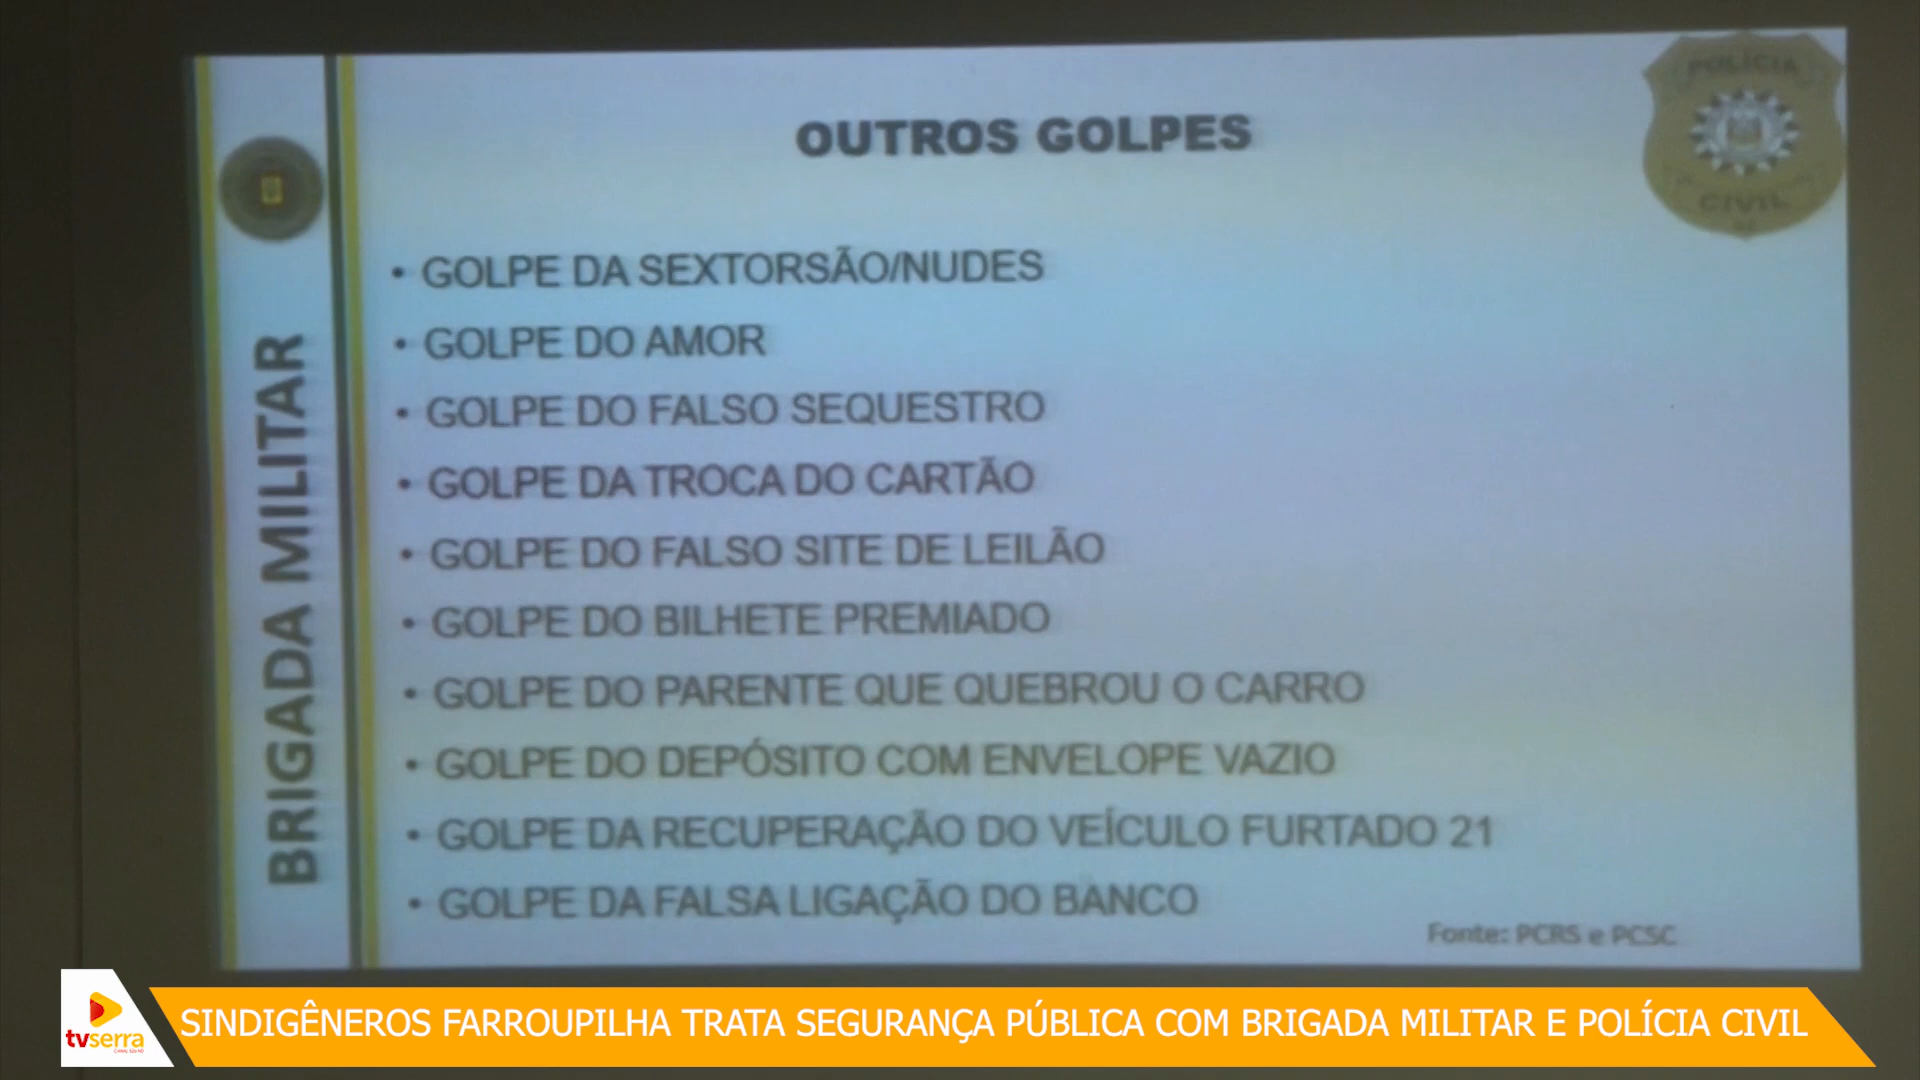 OUTROS GOLPES
POLÍCIA
CIVIL
BRIGADA MILITAR
• GOLPE DA SEXTORSÃO/NUDES
• GOLPE DO AMOR
• GOLPE DO FALSO SEQUESTRO
• GOLPE DA TROCA DO CARTÃO
• GOLPE DO FALSO SITE DE LEILÃO
• GOLPE DO BILHETE PREMIADO
• GOLPE DO PARENTE QUE QUEBROU O CARRO
• GOLPE DO DEPÓSITO COM ENVELOPE VAZIO
• GOLPE DA RECUPERAÇÃO DO VEÍCULO FURTADO 21
• GOLPE DA FALSA LIGAÇÃO DO BANCO
Fonte: PCRS e PCSC
tvserra
SINDIGÊNEROS FARROUPILHA TRATA SEGURANÇA PÚBLICA COM BRIGADA MILITAR E POLÍCIA CIVIL